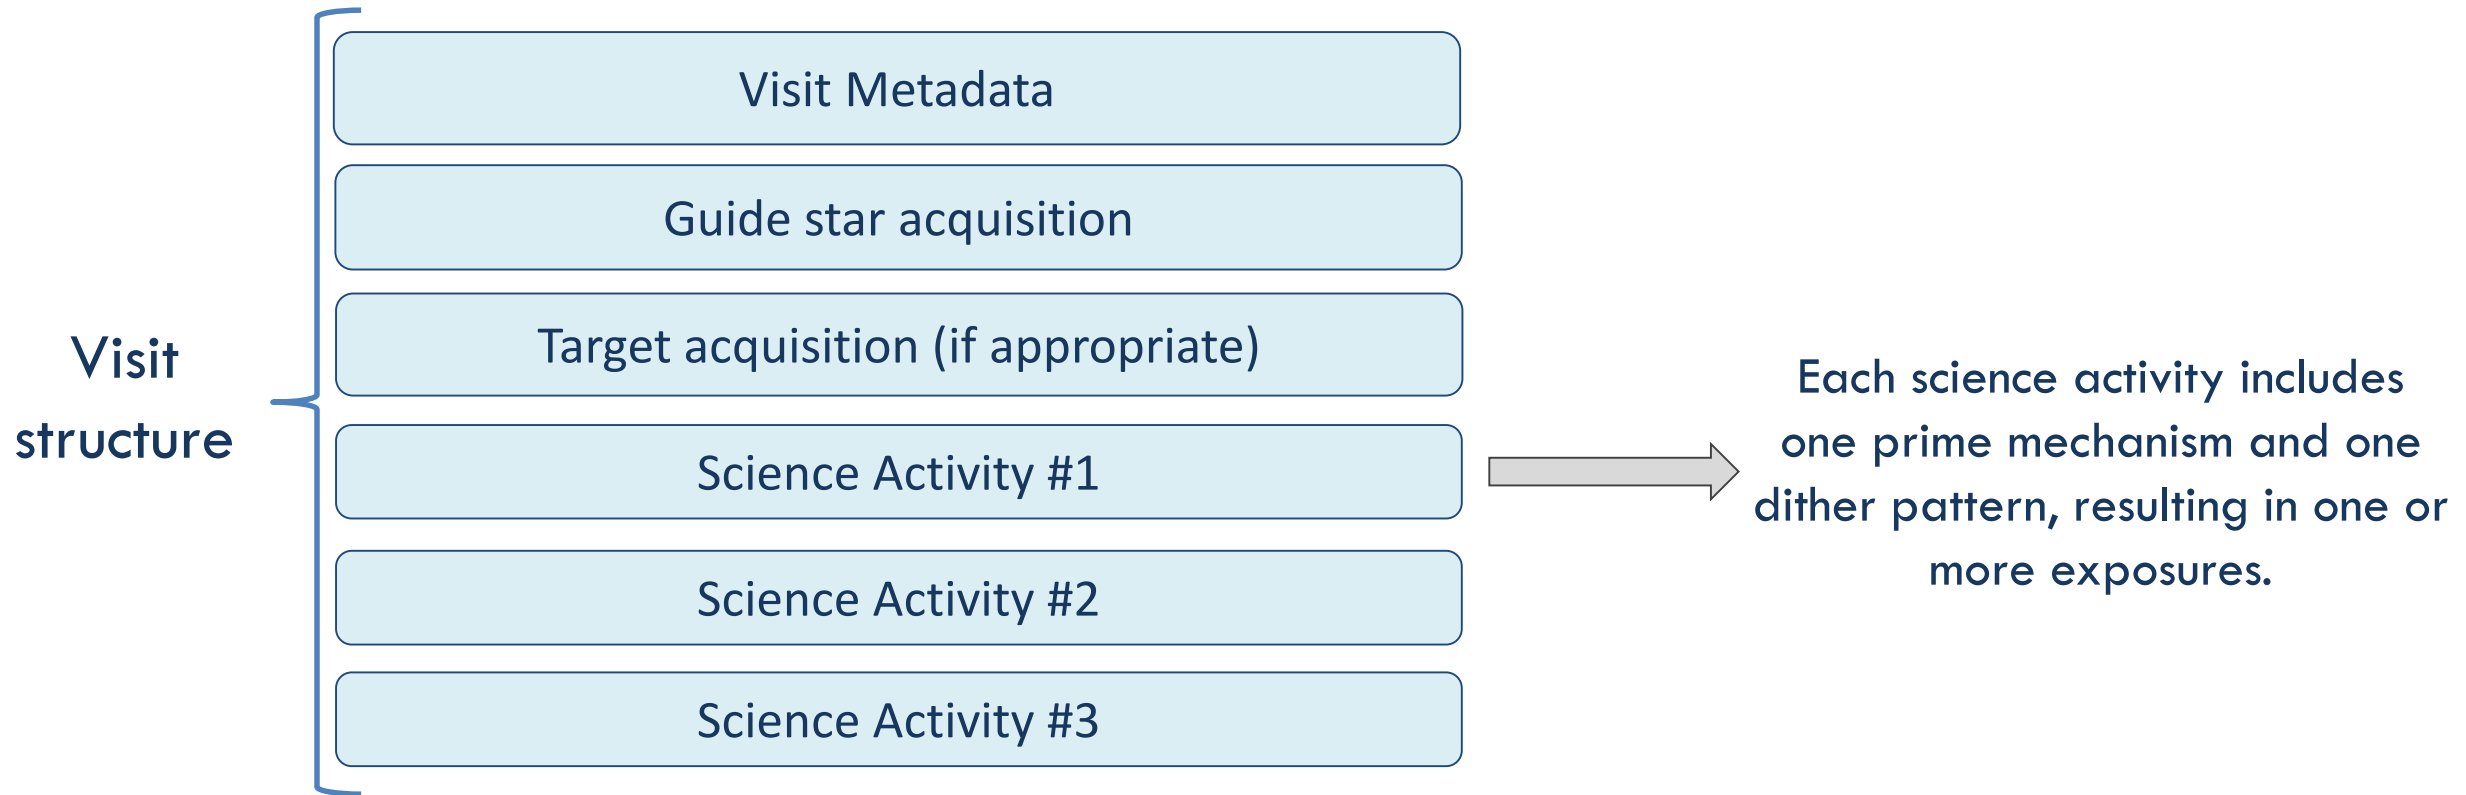 Visit
structure
Visit Metadata
Guide star acquisition
Target acquisition (if appropriate)
Science Activity #1
Science Activity #2
Science Activity #3
Each science activity includes
one prime mechanism and one
dither pattern, resulting in one or
more exposures.